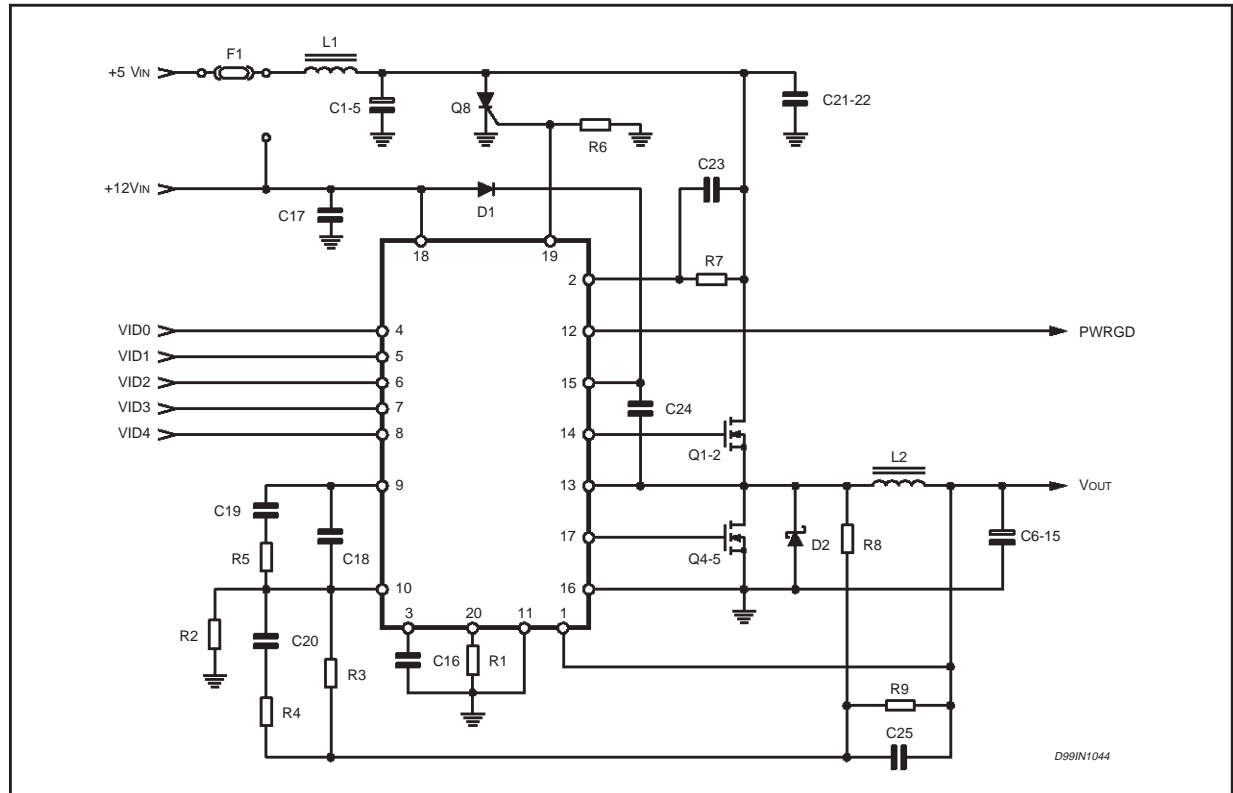 F1
L1
+5 VIN
C1-5
Q8
R6
C21-22
C23
+12VIN
C17
D1
18
19
R7
2
VID0
4
12
PWRGD
VID1
5
VID2
6
15
VID3
7
C24
VID4
8
14
Q1-2
L2
9
13
VOUT
C19
C18
17
Q4-5
D2
R8
C6-15
R5
10
16
3
20
11
1
R2
C20
R3
C16
R1
R4
R9
C25
D99IN1044